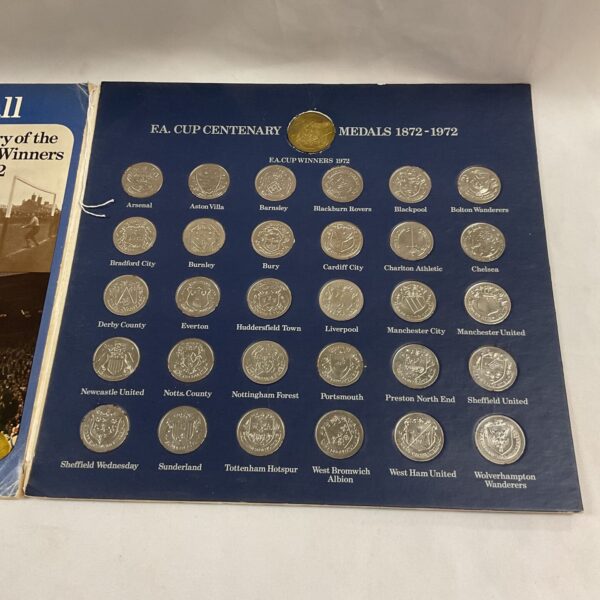 ll
ry of the
Winners
2
F.A. CUP CENTENARY MEDALS 1872-1972
F.A. CUP WINNERS 1972
Arsenal Aston Villa Barnsley Blackburn Rovers Blackpool Bolton Wanderers
Bradford City Burnley Bury Cardiff City Charlton Athletic Chelsea
Derby County Everton Huddersfield Town Liverpool Manchester City Manchester United
Newcastle United Notts. County Nottingham Forest Portsmouth Preston North End Sheffield United
Sheffield Wednesday Sunderland Tottenham Hotspur West Bromwich Albion West Ham United Wolverhampton Wanderers